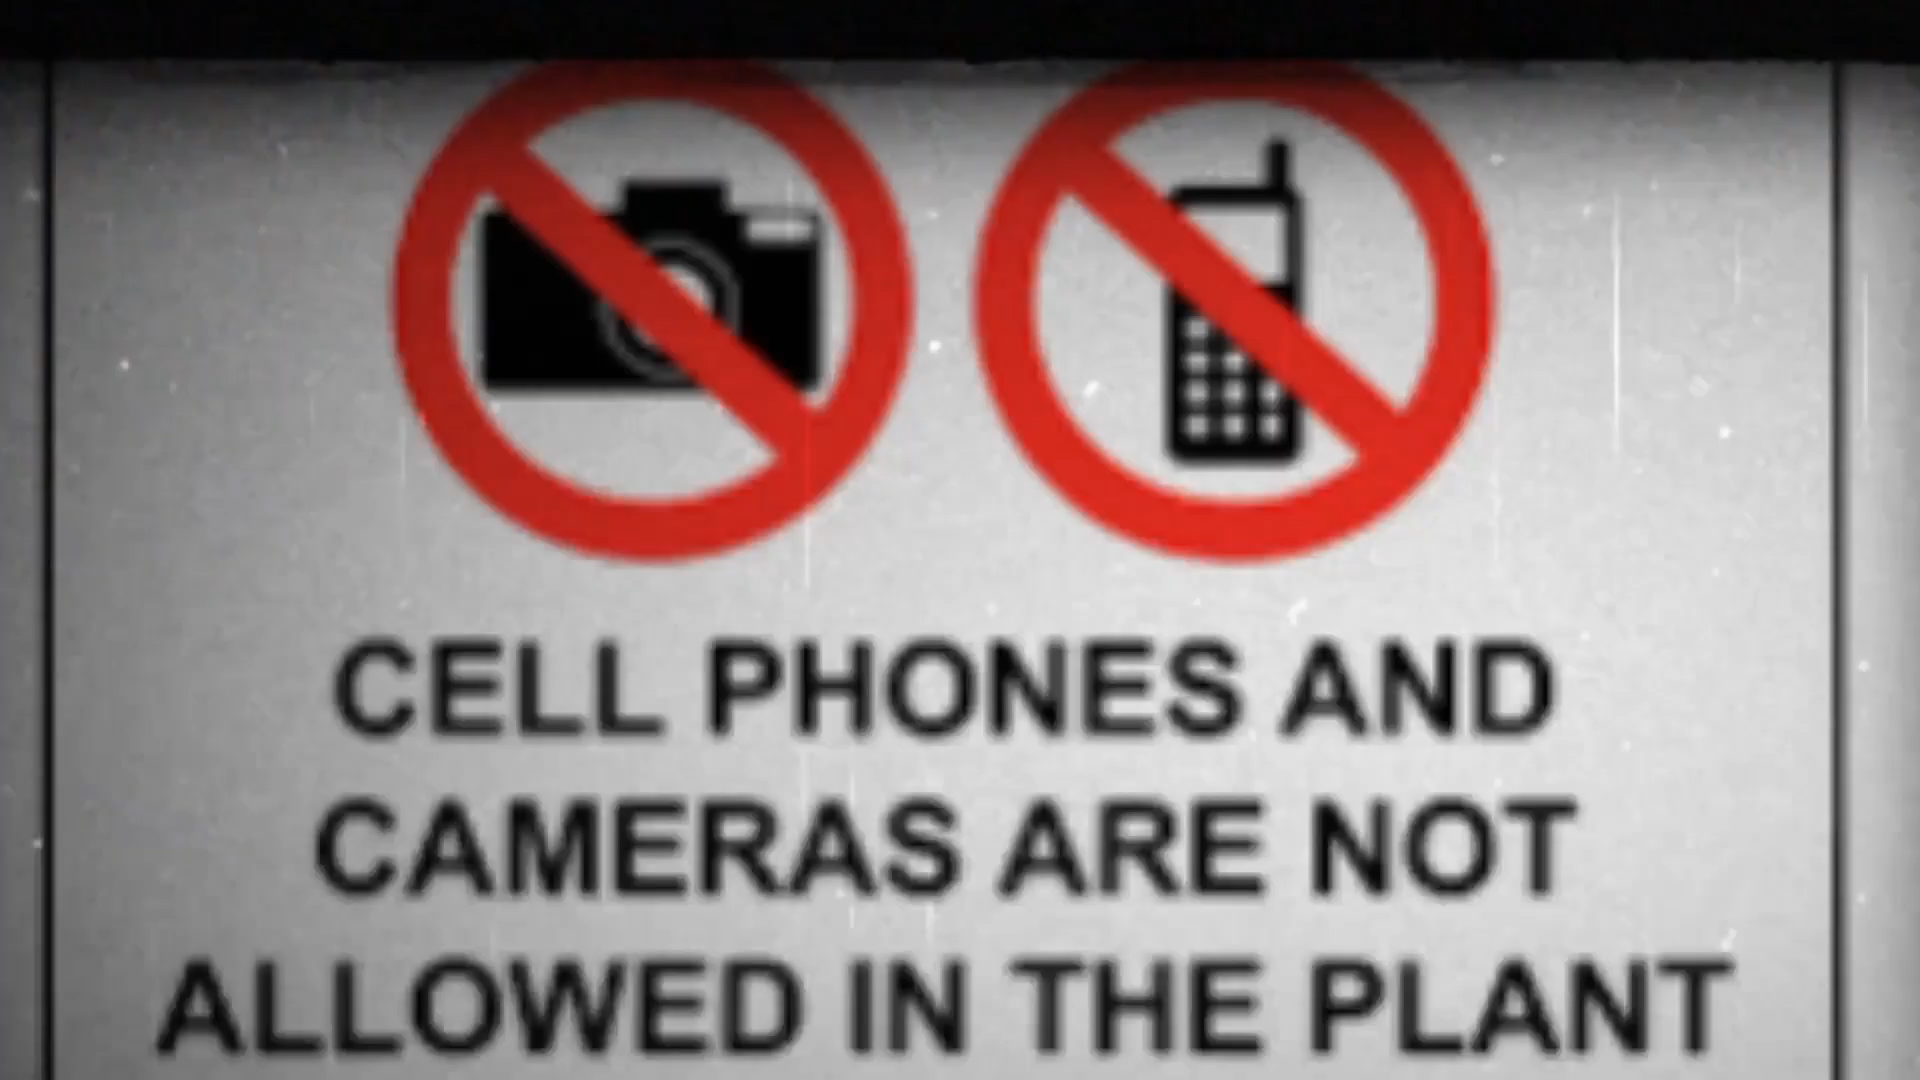 CELL PHONES AND
CAMERAS ARE NOT
ALLOWED IN THE PLANT